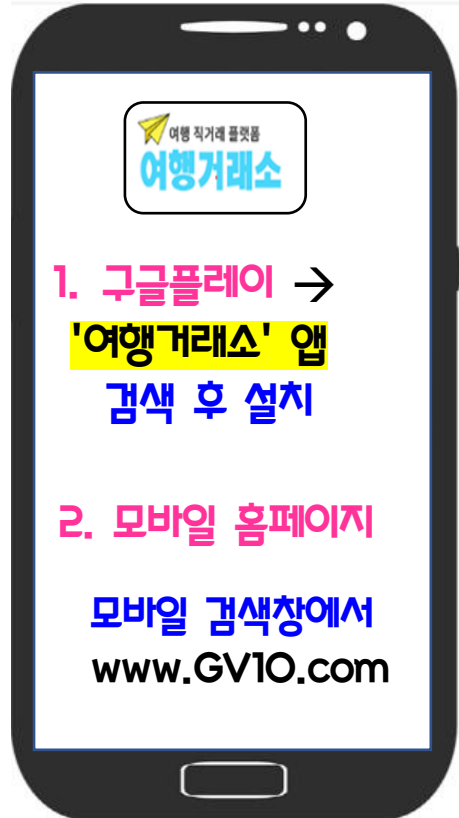 여행 직거래 플랫폼
여행거래소
1. 구글플레이 →
'여행거래소' 앱
검색 후 설치
2. 모바일 홈페이지
모바일 검색창에서
www.GV10.com